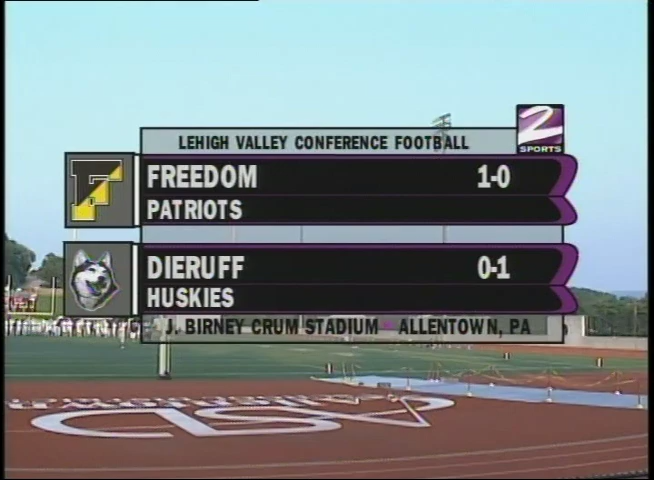 LEHIGH VALLEY CONFERENCE FOOTBALL
2
SPORTS
F
FREEDOM 1-0
PATRIOTS
DIERUFF 0-1
HUSKIES
J. BIRNEY CRUM STADIUM ALLENTOWN, PA